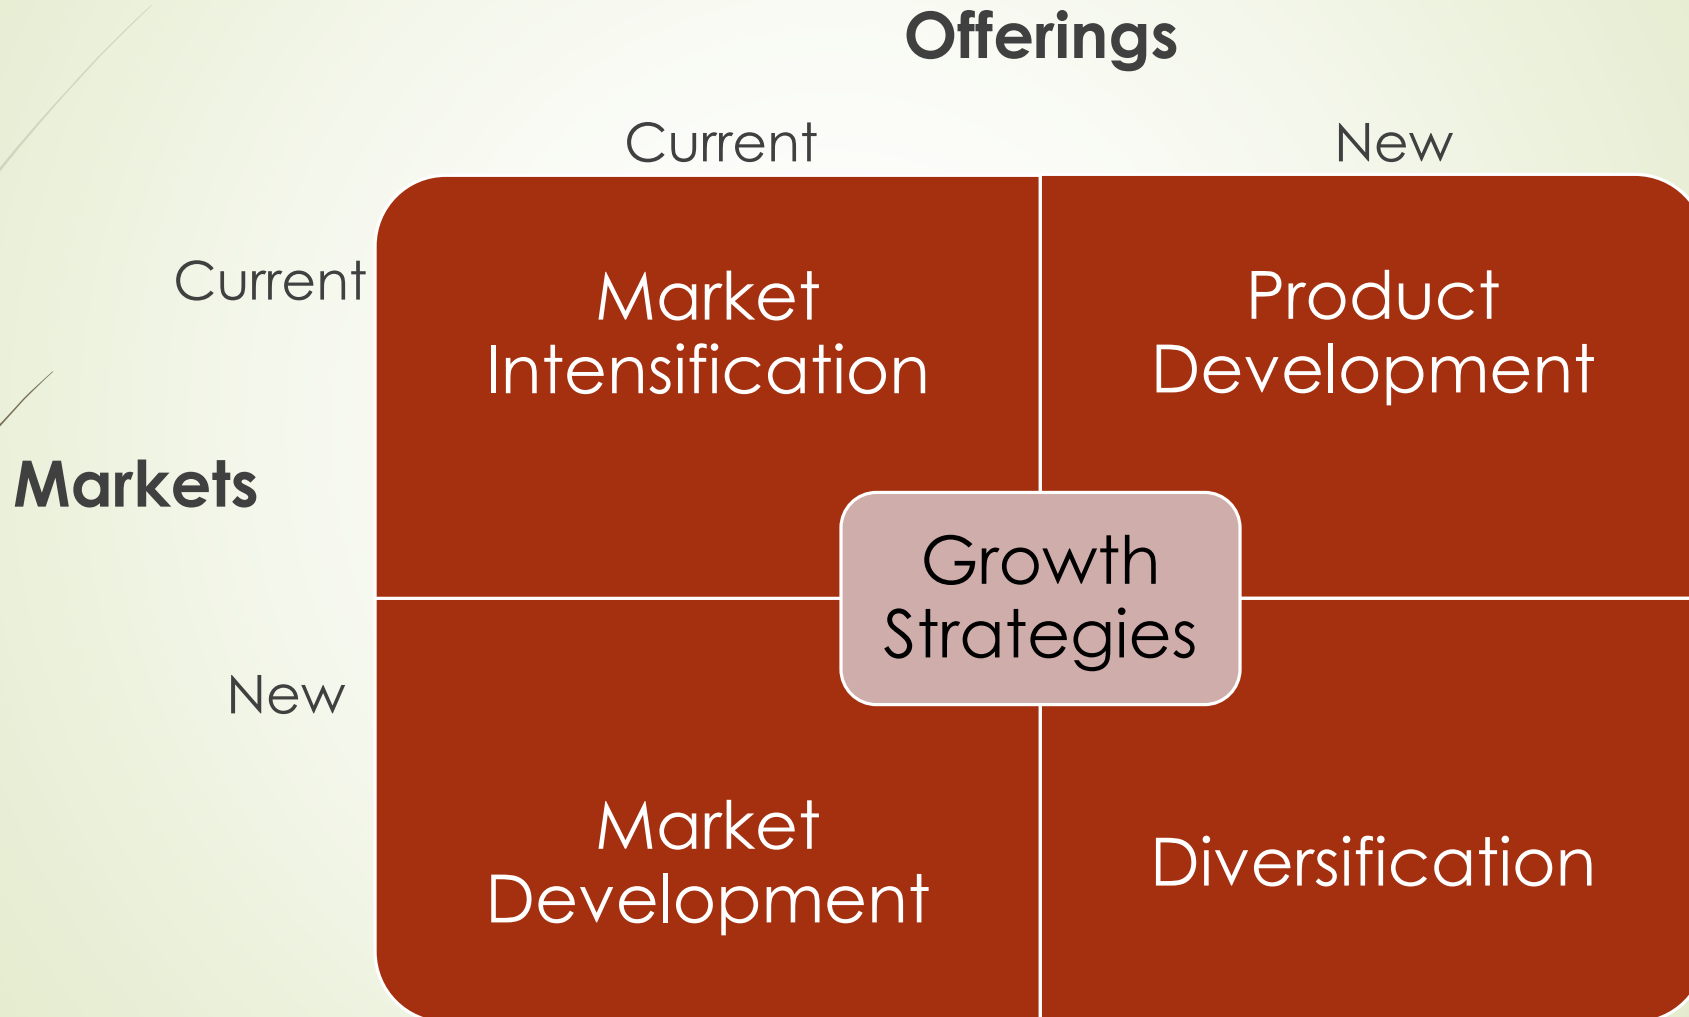 Offerings
Current
New
Current
Market
Intensification
Product
Development
Markets
Growth
Strategies
New
Market
Development
Diversification